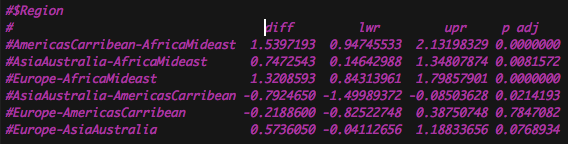 #$Region
# diff lwr upr p adj
#AmericasCarribean-AfricaMideast 1.5397193 0.94745533 2.13198329 0.0000000
#AsiaAustralia-AfricaMideast 0.7472543 0.14642988 1.34807874 0.0081572
#Europe-AfricaMideast 1.3208593 0.84313961 1.79857901 0.0000000
#AsiaAustralia-AmericasCarribean -0.7924650 -1.49989372 -0.08503628 0.0214193
#Europe-AmericasCarribean -0.2188600 -0.82522748 0.38750748 0.7847082
#Europe-AsiaAustralia 0.5736050 -0.04112656 1.18833656 0.0768934